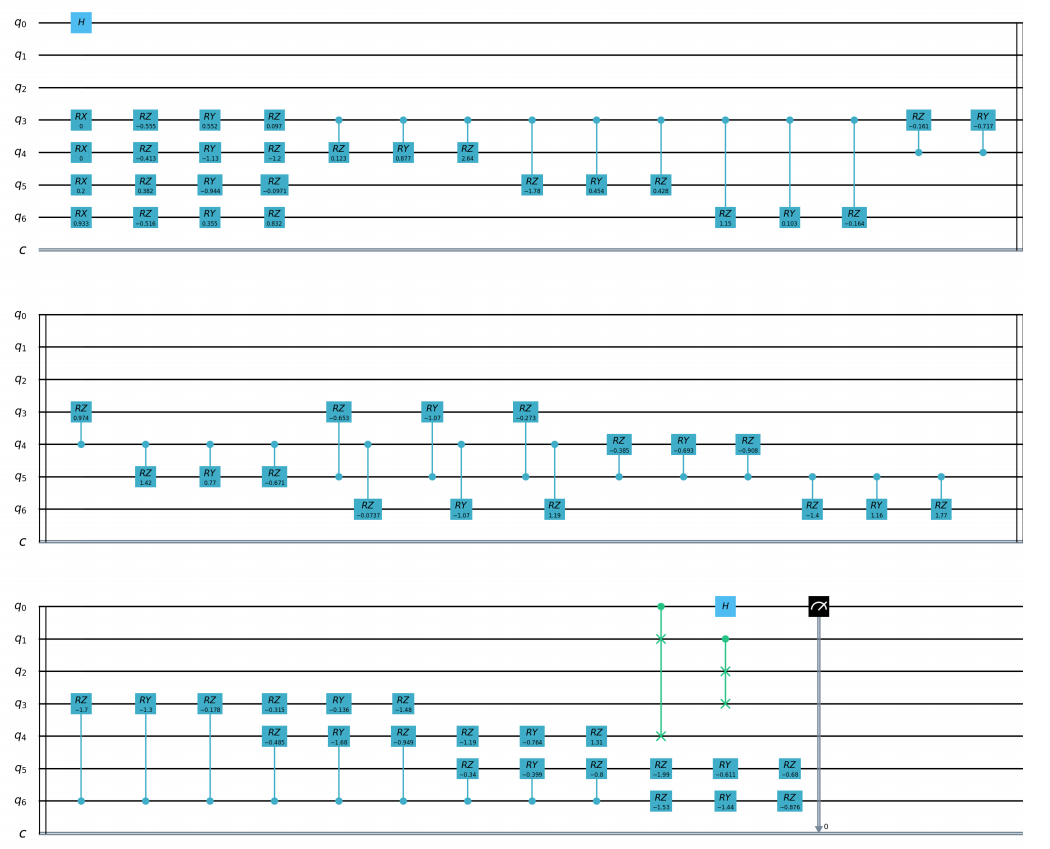 q0 H
q1
q2
q3 RX 0 RZ −0.555 RY 0.552 RZ 0.097 RZ −0.161 RY −0.717
q4 RX 0 RZ −0.413 RY −1.13 RZ −1.2 RZ 0.123 RY 0.877 RZ 2.64
q5 RX 0.2 RZ 0.382 RY −0.944 RZ −0.0971 RZ −1.78 RY 0.454 RZ 0.428
q6 RX 0.933 RZ −0.516 RY 0.355 RZ 0.832 RZ 1.15 RY 0.103 RZ −0.164
C
q0
q1
q2
q3 RZ 0.974 RZ −0.653 RY −1.07 RZ −0.273
q4 RZ −0.385 RY −0.693 RZ −0.908
q5 RZ 1.42 RY 0.77 RZ −0.671
q6 RZ −0.0737 RY −1.07 RZ 1.19 RZ −1.4 RY 1.16 RZ 1.77
C
q0 H
q1
q2
q3 RZ −1.7 RY −1.3 RZ −0.178 RZ −0.315 RY −0.136 RZ −1.48
q4 RZ −0.485 RY −1.68 RZ −0.949 RZ −1.19 RY −0.764 RZ 1.31
q5 RZ −0.34 RY −0.399 RZ −0.8 RZ −1.99 RY −0.611 RZ −0.68
q6 RZ −1.53 RY −1.44 RZ −0.876
C 0